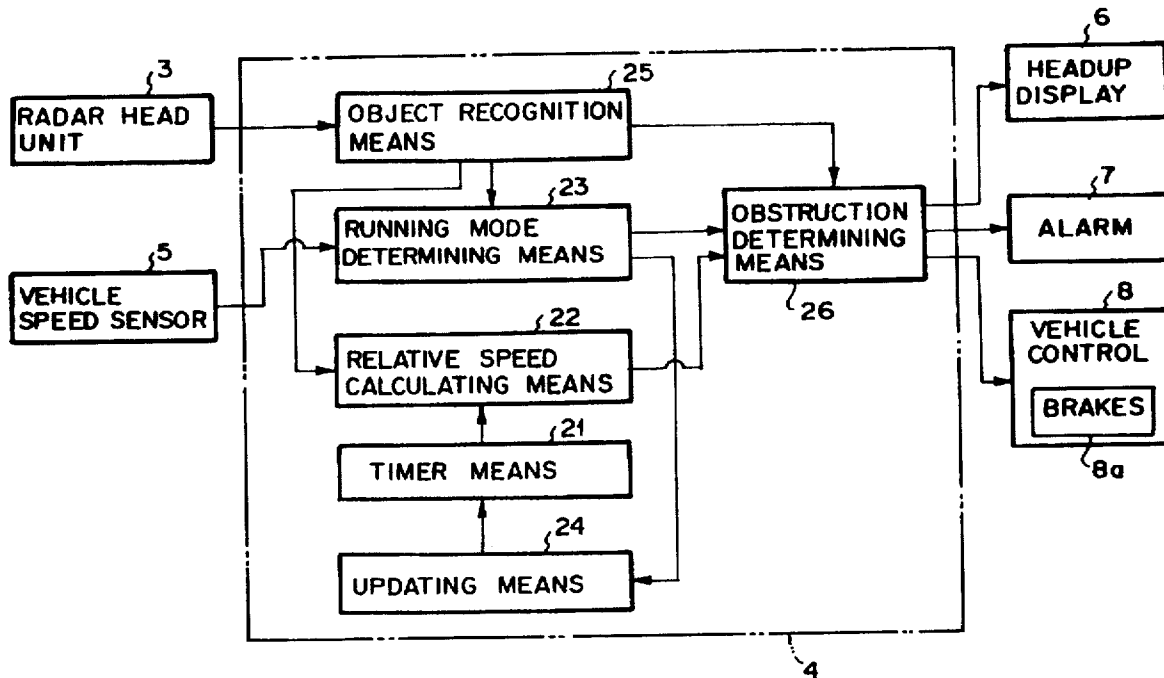 3
RADAR HEAD
UNIT
5
VEHICLE
SPEED SENSOR
25
OBJECT RECOGNITION
MEANS
23
RUNNING MODE
DETERMINING MEANS
22
RELATIVE SPEED
CALCULATING MEANS
21
TIMER MEANS
24
UPDATING MEANS
OBSTRUCTION
DETERMINING
MEANS
26
6
HEADUP
DISPLAY
7
ALARM
8
VEHICLE
CONTROL
BRAKES
8a
4